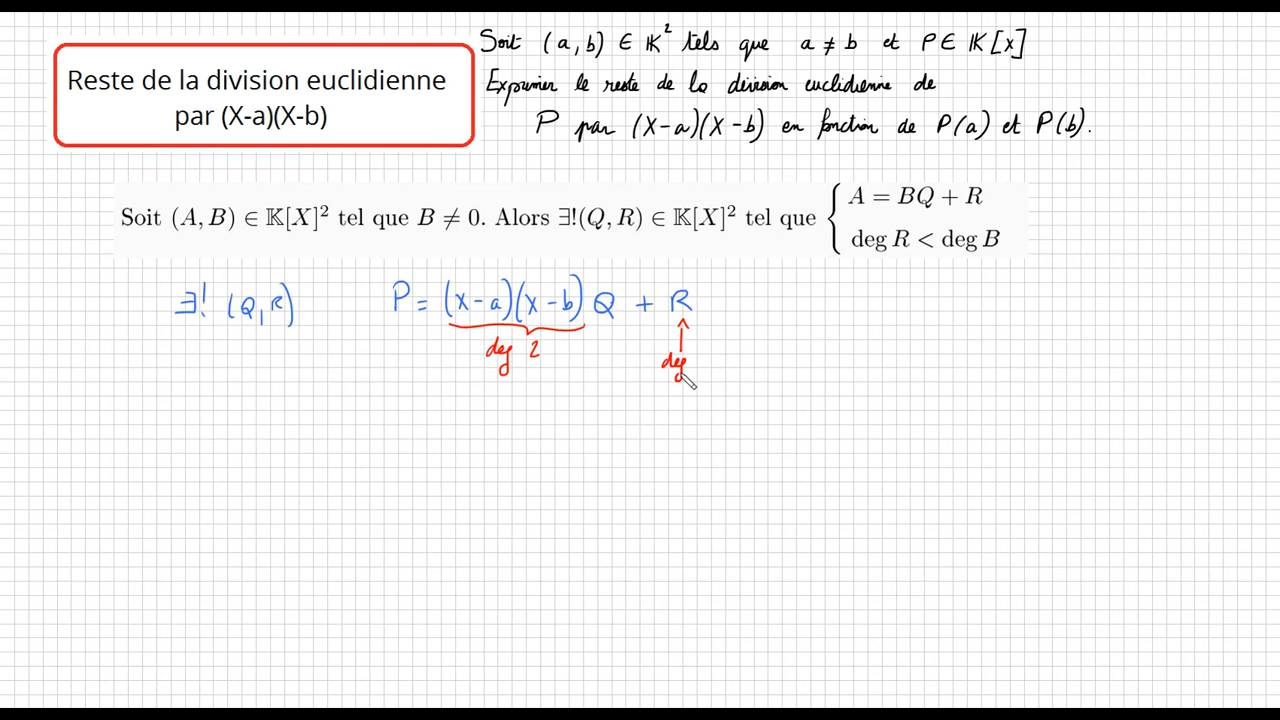 Reste de la division euclidienne
par (X-a)(X-b)
Soit (a, b) ∈ 𝕂² tels que a ≠ b et P ∈ 𝕂[X]
Exprimer le reste de la division euclidienne de
P par (X-a)(X-b) en fonction de P(a) et P(b).
Soit (A, B) ∈ 𝕂[X]² tel que B ≠ 0. Alors ∃!(Q, R) ∈ 𝕂[X]² tel que { A = BQ + R
deg R < deg B
∃! (Q, R) P = (X-a)(X-b) Q + R
deg 2
deg